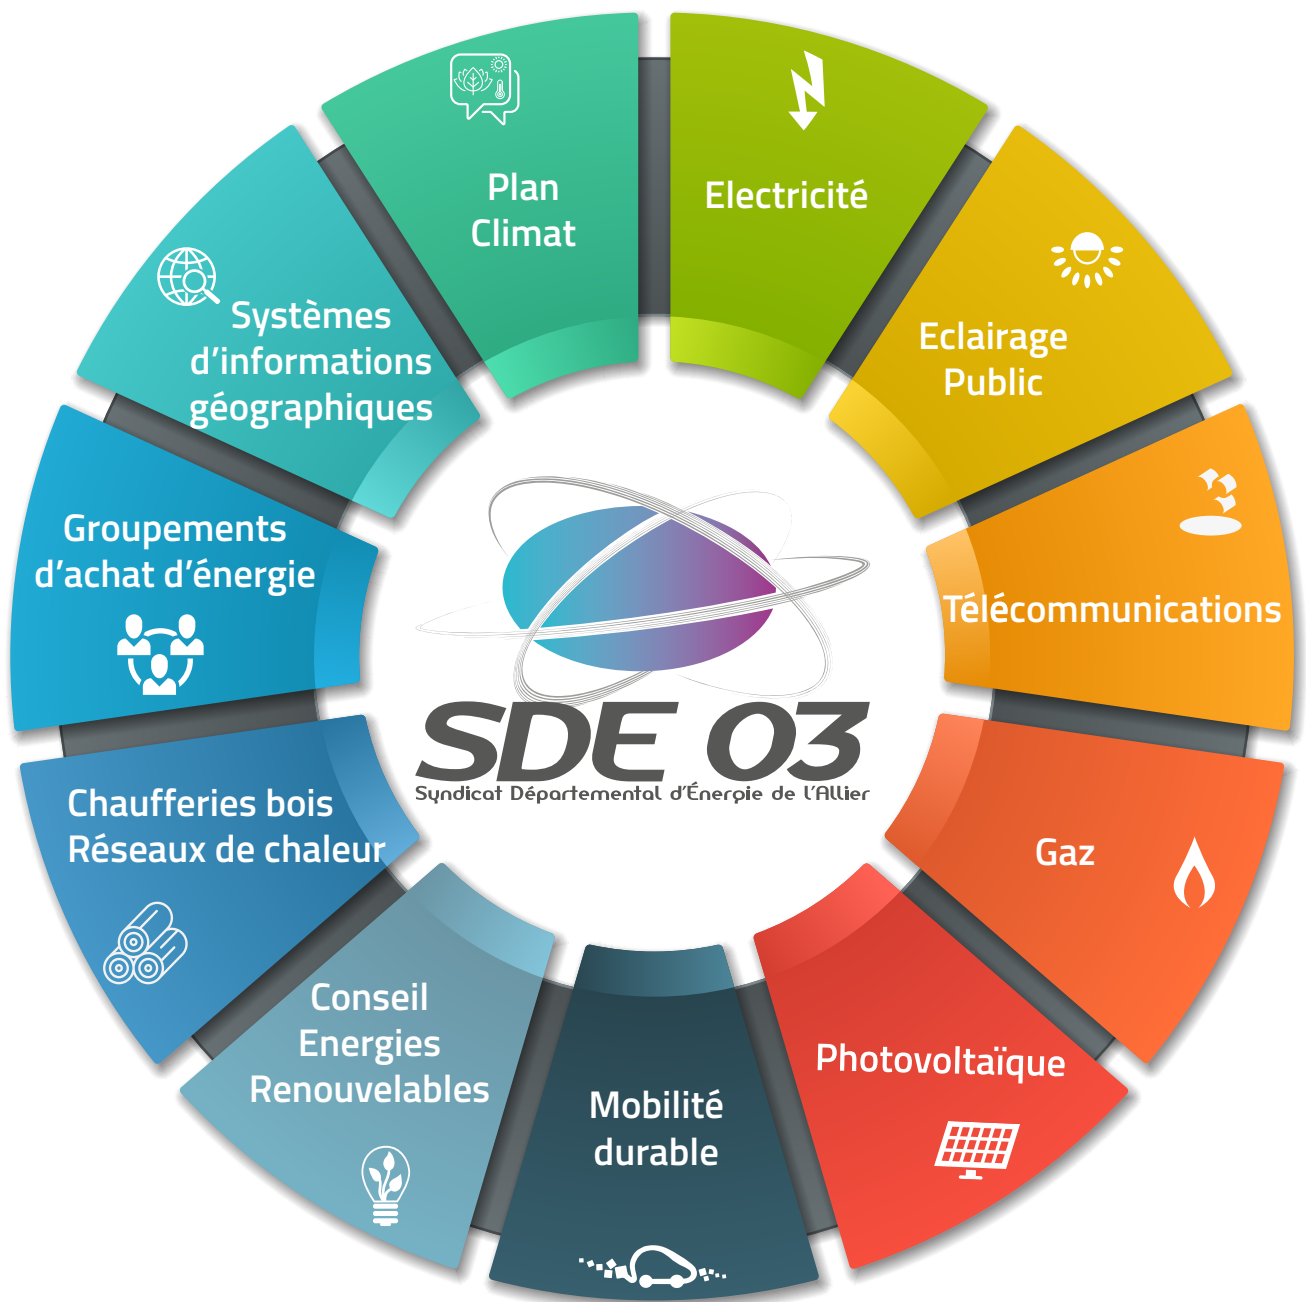 Plan
Climat
Electricité
Eclairage
Public
Télécommunications
Gaz
Photovoltaïque
Mobilité
durable
Conseil
Energies
Renouvelables
Chaufferies bois
Réseaux de chaleur
Groupements
d'achat d'énergie
Systèmes
d'informations
géographiques
SDE 03
Syndicat Départemental d'Énergie de l'Allier